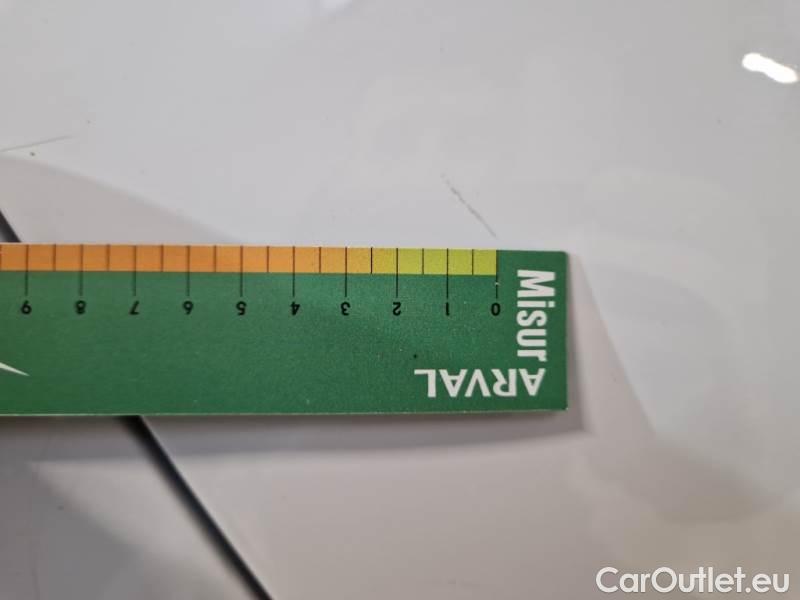 9 8 7 6 5 4 3 2 1 0
Misur
ARVAL
CarOutlet.eu